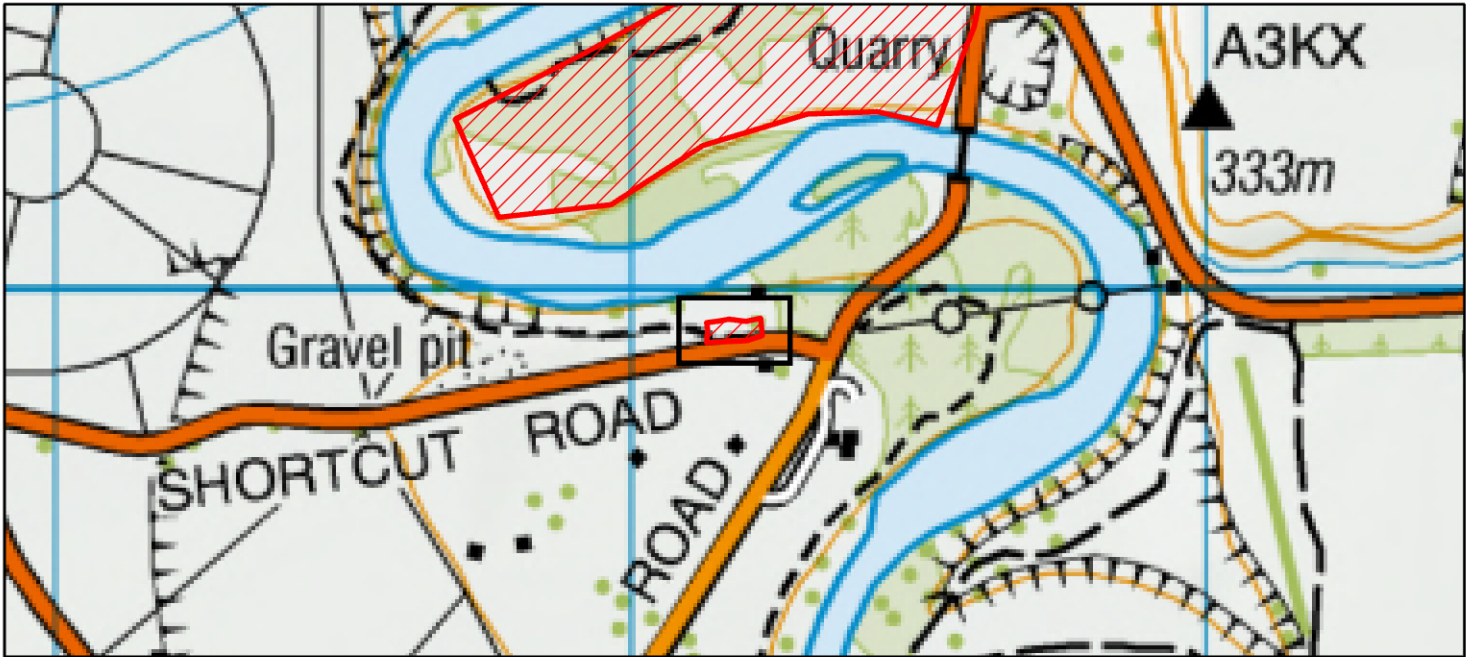 Quarry
A3KX
333m
Gravel pit
SHORTCUT ROAD
ROAD